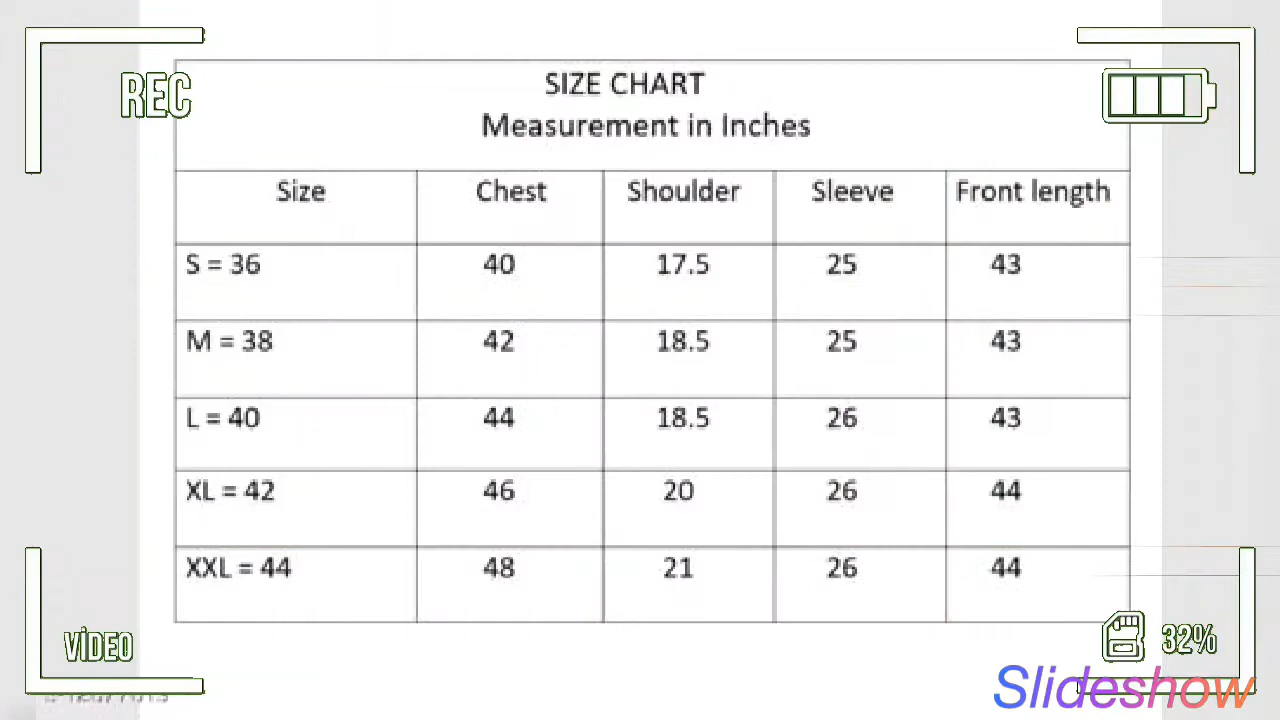 REC
SIZE CHART
Measurement in Inches
Size Chest Shoulder Sleeve Front length
S = 36 40 17.5 25 43
M = 38 42 18.5 25 43
L = 40 44 18.5 26 43
XL = 42 46 20 26 44
XXL = 44 48 21 26 44
VİDEO
32%
Slideshow